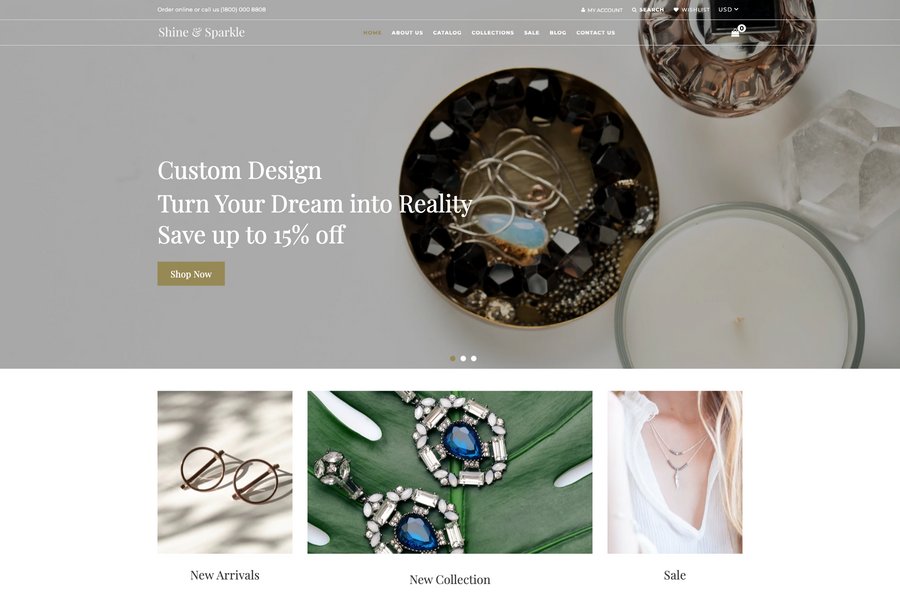 Order online or call us (1800) 000 8808
MY ACCOUNT SEARCH WISHLIST USD
Shine & Sparkle
HOME ABOUT US CATALOG COLLECTIONS SALE BLOG CONTACT US
0
Custom Design
Turn Your Dream into Reality
Save up to 15% off
Shop Now
New Arrivals
New Collection
Sale